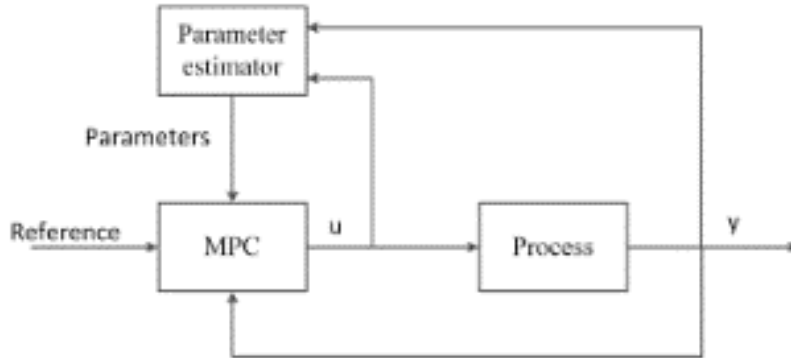 Parameter
estimator
Parameters
Reference
MPC
u
Process
y